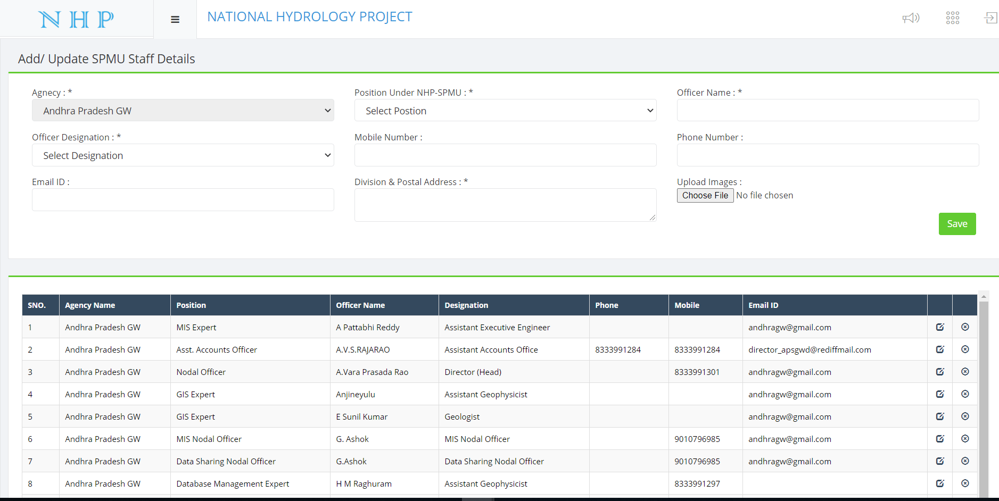 NHP
NATIONAL HYDROLOGY PROJECT
Add/ Update SPMU Staff Details
Agnecy : * Position Under NHP-SPMU : * Officer Name : *
Andhra Pradesh GW Select Postion
Officer Designation : * Mobile Number : Phone Number :
Select Designation
Email ID : Division & Postal Address : * Upload Images :
Choose File No file chosen
Save
SNO. Agency Name Position Officer Name Designation Phone Mobile Email ID
1 Andhra Pradesh GW MIS Expert A Pattabhi Reddy Assistant Executive Engineer andhragw@gmail.com
2 Andhra Pradesh GW Asst. Accounts Officer A.V.S.RAJARAO Assistant Accounts Office 8333991284 8333991284 director_apsgwd@rediffmail.com
3 Andhra Pradesh GW Nodal Officer A.Vara Prasada Rao Director (Head) 8333991301 andhragw@gmail.com
4 Andhra Pradesh GW GIS Expert Anjineyulu Assistant Geophysicist andhragw@gmail.com
5 Andhra Pradesh GW GIS Expert E Sunil Kumar Geologist andhragw@gmail.com
6 Andhra Pradesh GW MIS Nodal Officer G. Ashok MIS Nodal Officer 9010796985 andhragw@gmail.com
7 Andhra Pradesh GW Data Sharing Nodal Officer G.Ashok Data Sharing Nodal Officer 9010796985 andhragw@gmail.com
8 Andhra Pradesh GW Database Management Expert H M Raghuram Assistant Geophysicist 8333991297